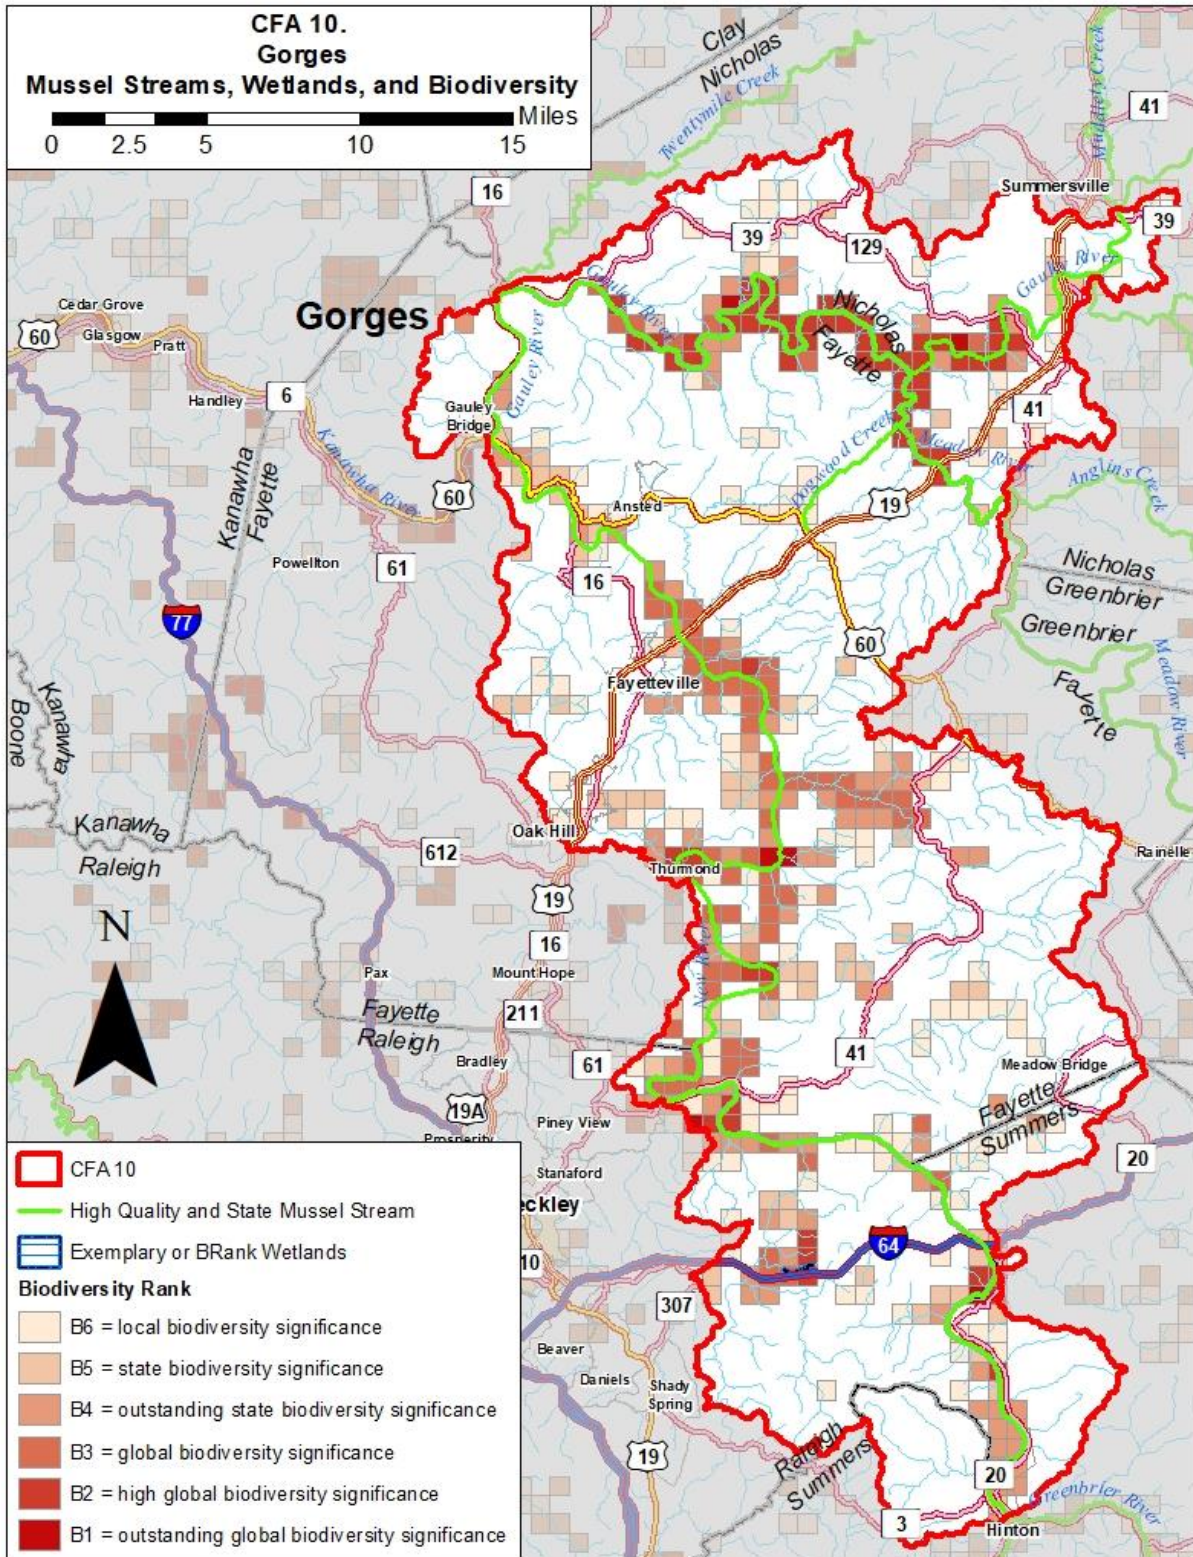 CFA 10.
Gorges
Mussel Streams, Wetlands, and Biodiversity
Miles
0 2.5 5 10 15
Clay
Nicholas
Twentymile Creek
Muddlety Creek
41
16
Summersville
39
39
129
Gauley River
Gauley River
Nicholas
Fayette
Gorges
Cedar Grove
60
Glasgow
Pratt
Handley
6
Gauley River
Gauley
Bridge
Kanawha River
60
Kanawha
Fayette
41
Meadow River
Dogwood Creek
Anglins Creek
19
Ansted
Powellton
61
16
Nicholas
Greenbrier
Greenbrier
Fayette
Meadow River
77
60
Fayetteville
Kanawha
Boone
Kanawha
Raleigh
Oak Hill
612
Thurmond
Rainelle
19
16
New River
N
Pax
Mount Hope
211
Fayette
Raleigh
Bradley
61
41
Meadow Bridge
19A
Prosperity
Piney View
Fayette
Summers
Stanaford
20
eckley
64
10
307
Beaver
Daniels
Shady
Spring
19
Raleigh
Summers
20
3
Hinton
Greenbrier River
CFA 10
High Quality and State Mussel Stream
Exemplary or BRank Wetlands
Biodiversity Rank
B6 = local biodiversity significance
B5 = state biodiversity significance
B4 = outstanding state biodiversity significance
B3 = global biodiversity significance
B2 = high global biodiversity significance
B1 = outstanding global biodiversity significance